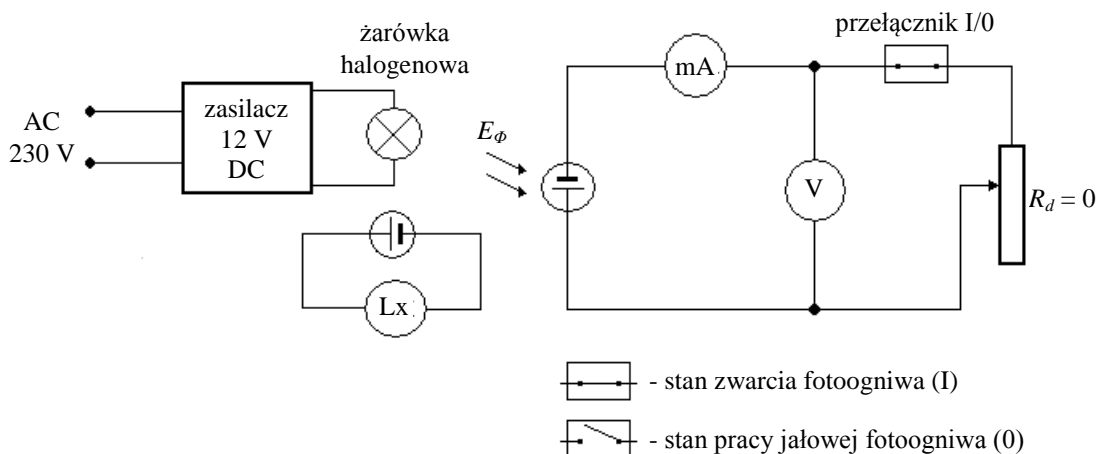 przełącznik I/0
żarówka
halogenowa
mA
zasilacz
12 V
DC
AC
230 V
E_Φ
V
R_d = 0
Lx
- stan zwarcia fotoogniwa (I)
- stan pracy jałowej fotoogniwa (0)